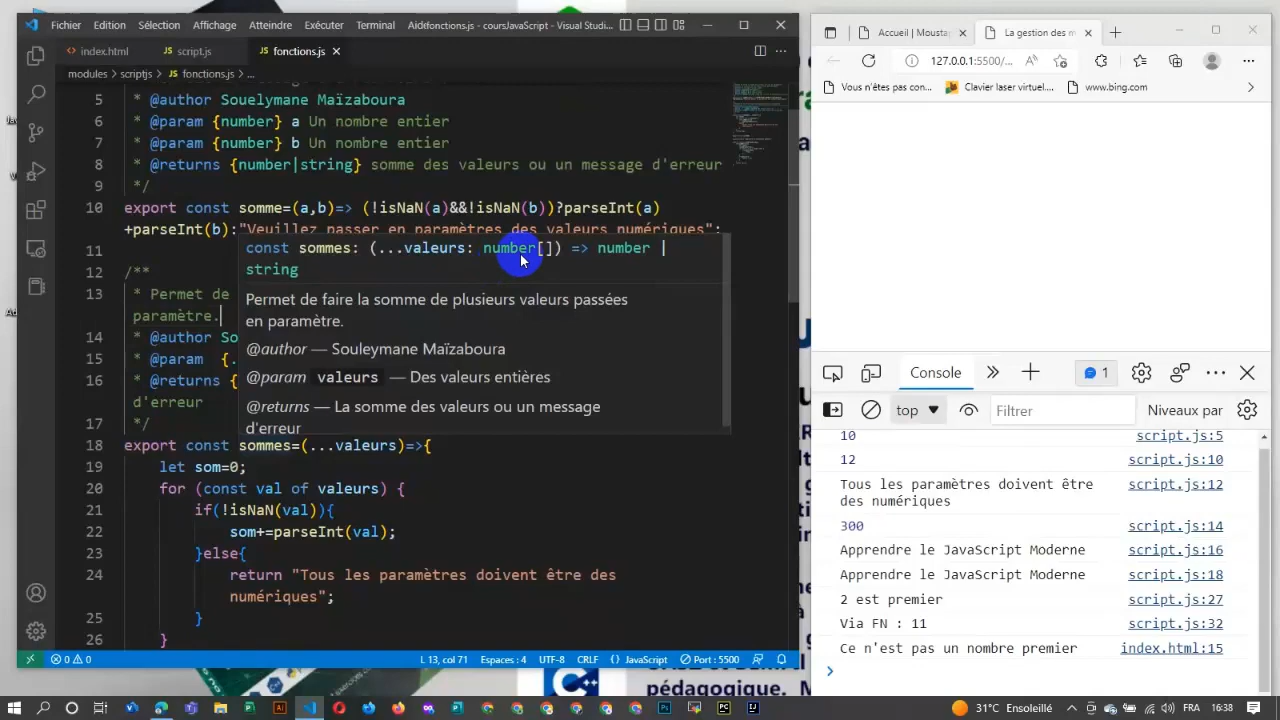 Fichier Édition Sélection Affichage Atteindre Exécuter Terminal Aide fonctions.js - coursJavaScript - Visual Studi...
JS index.html JS script.js JS fonctions.js
modules > scriptjs > JS fonctions.js > ...
5 * @author Souelymane Maïzaboura
6 * @param {number} a Un nombre entier
7 * @param {number} b Un nombre entier
8 * @returns {number|string} somme des valeurs ou un message d'erreur
9 */
10 export const somme=(a,b)=> (!isNaN(a)&&!isNaN(b))?parseInt(a)
+parseInt(b):"Veuillez passer en paramètres des valeurs numériques";
11
const sommes: (...valeurs: number[]) => number |
string
12 /**
13 * Permet de
paramètre.
Permet de faire la somme de plusieurs valeurs passées
en paramètre.
14 * @author So
@author — Souleymane Maïzaboura
15 * @param {.
@param valeurs — Des valeurs entières
16 * @returns {
d'erreur
@returns — La somme des valeurs ou un message
d'erreur
17 */
18 export const sommes=(...valeurs)=>{
19 let som=0;
20 for (const val of valeurs) {
21 if(!isNaN(val)){
22 som+=parseInt(val);
23 }else{
24 return "Tous les paramètres doivent être des
numériques";
25 }
26 }
0 0 L 13, col 71 Espaces : 4 UTF-8 CRLF {} JavaScript Port : 5500
Accueil | Moustap La gestion des m
127.0.0.1:5500/...
Vous n'êtes pas con... Clavier laser virtuel.... www.bing.com
Console 1
top Filtrer Niveaux par
10 script.js:5
12 script.js:10
Tous les paramètres doivent être script.js:12
des numériques
300 script.js:14
Apprendre le JavaScript Moderne script.js:16
Apprendre le JavaScript Moderne script.js:18
2 est premier script.js:27
Via FN : 11 script.js:32
Ce n'est pas un nombre premier index.html:15
pédagogique.
31°C Ensoleillé FRA 16:38